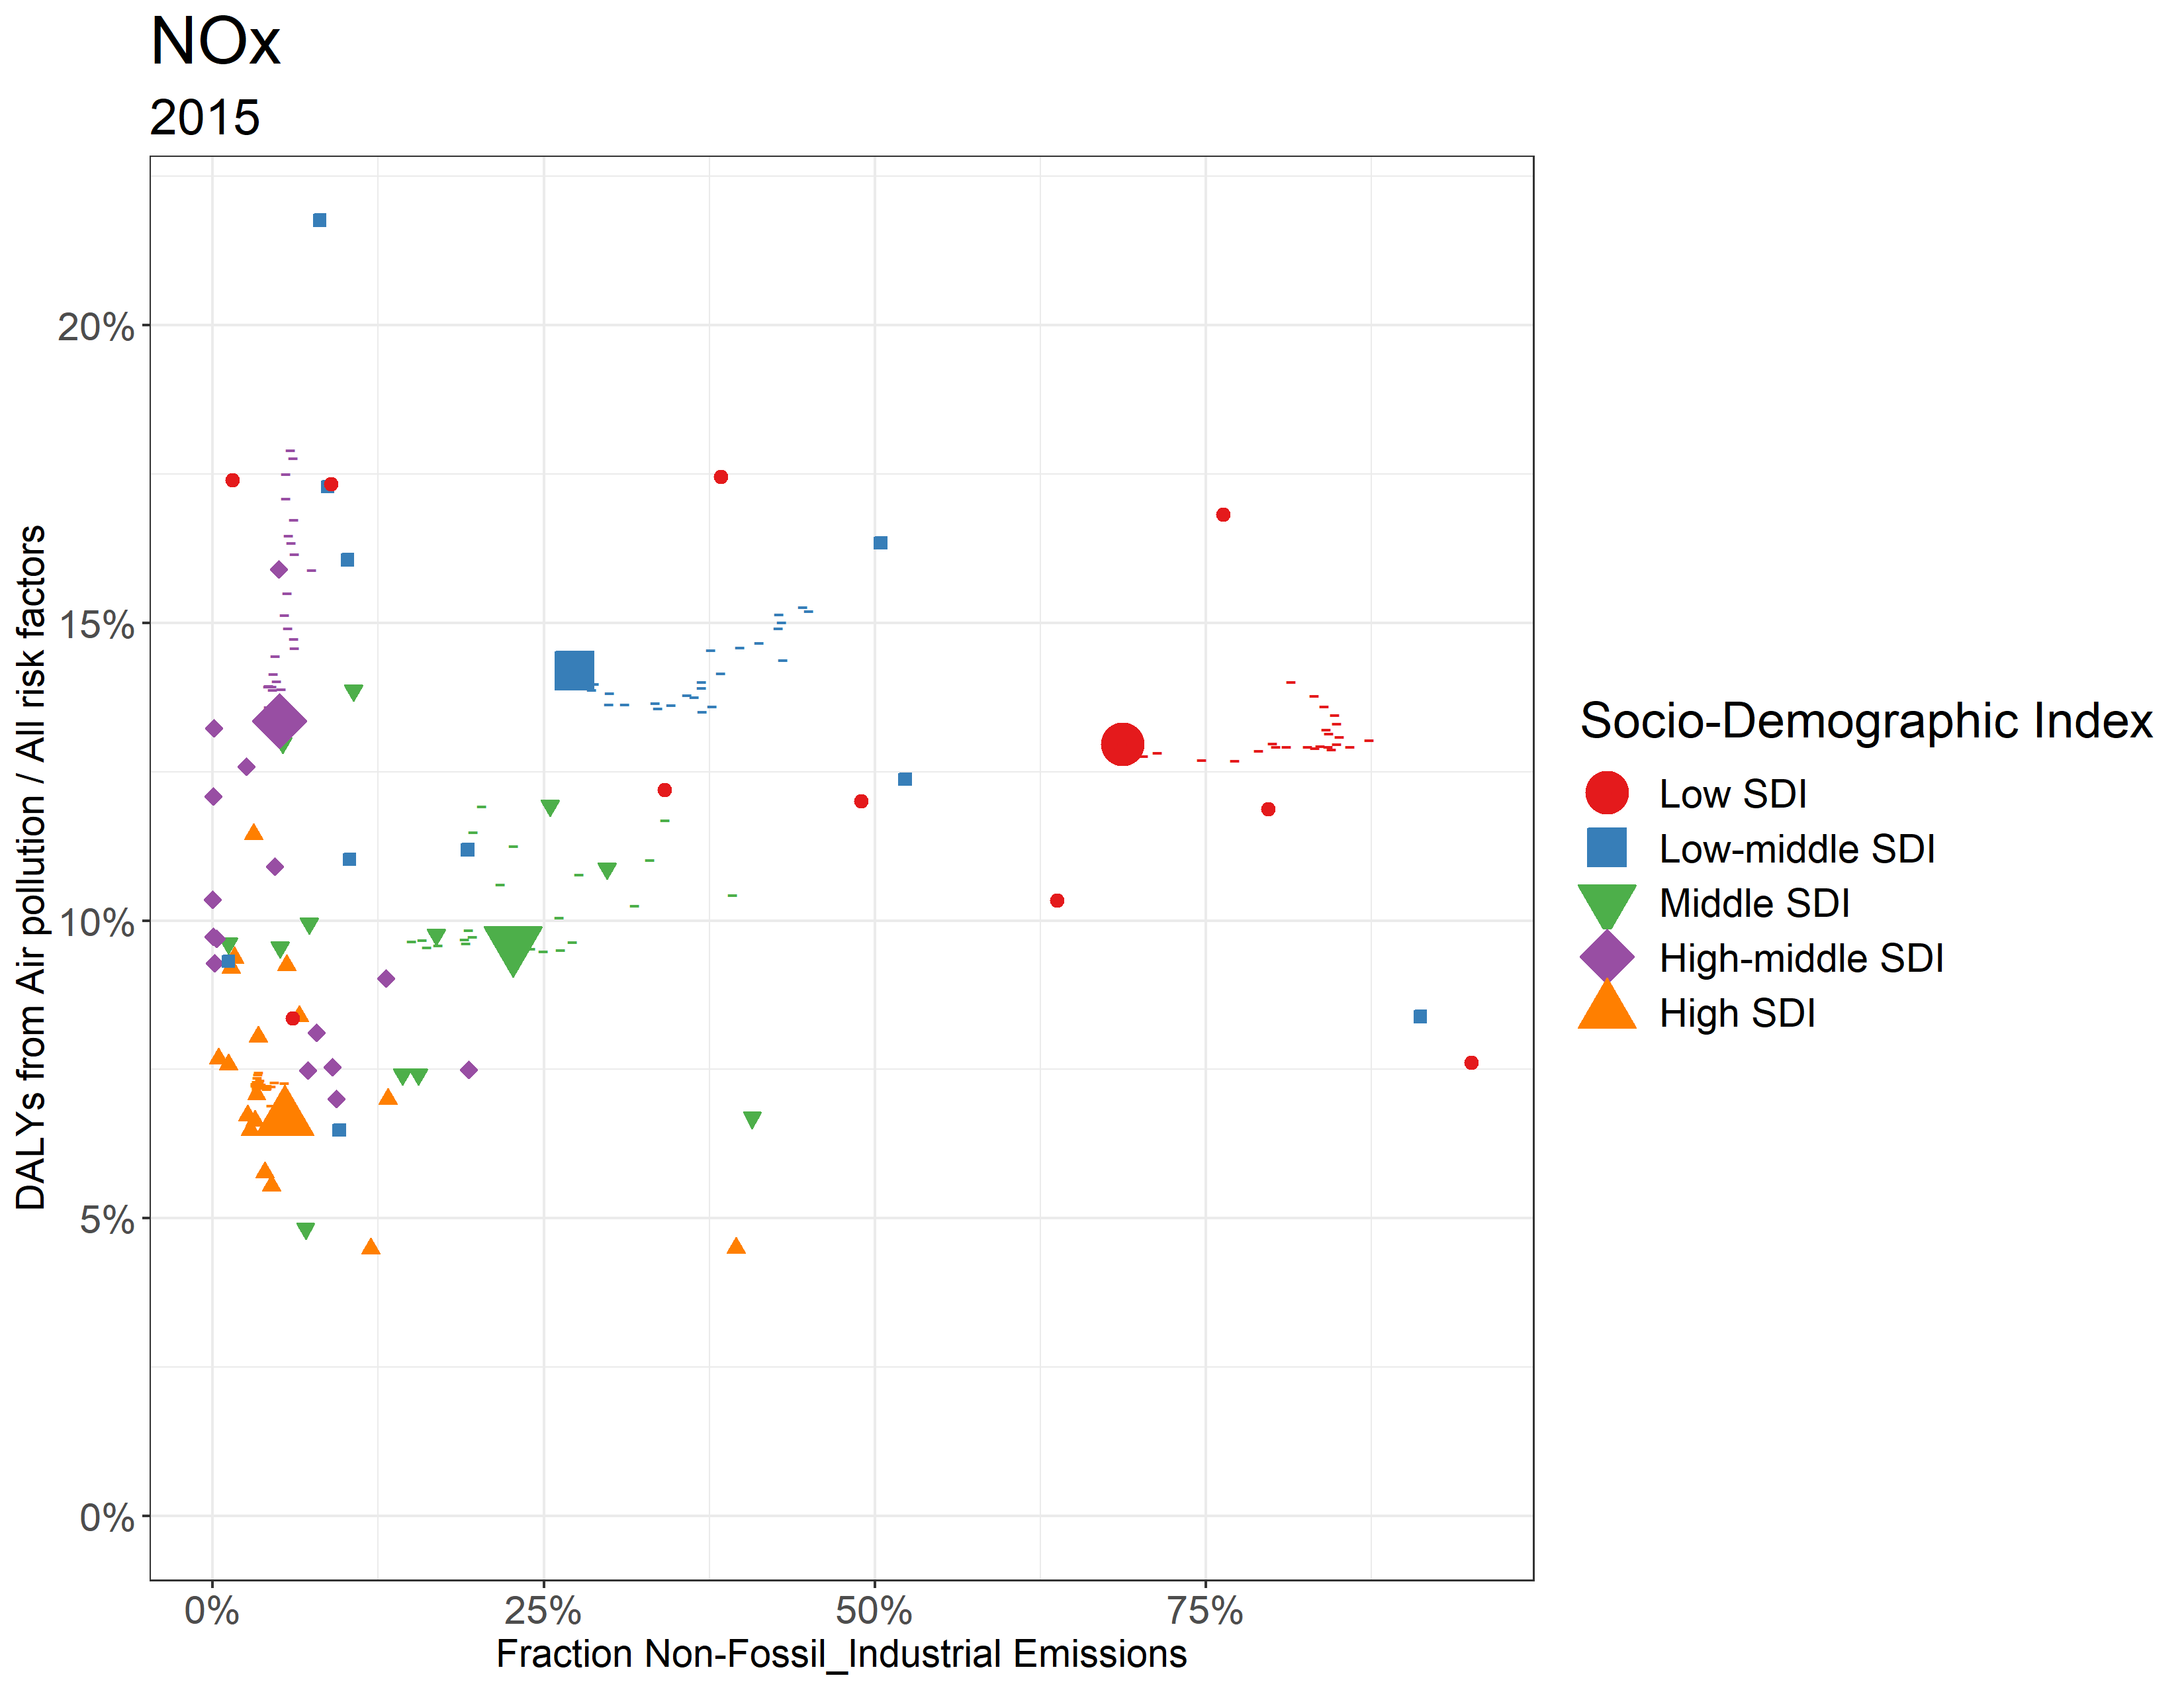 NOx
2015
DALYs from Air pollution / All risk factors
20%
15%
10%
5%
0%
0%
25%
50%
75%
Fraction Non-Fossil_Industrial Emissions
Socio-Demographic Index
Low SDI
Low-middle SDI
Middle SDI
High-middle SDI
High SDI